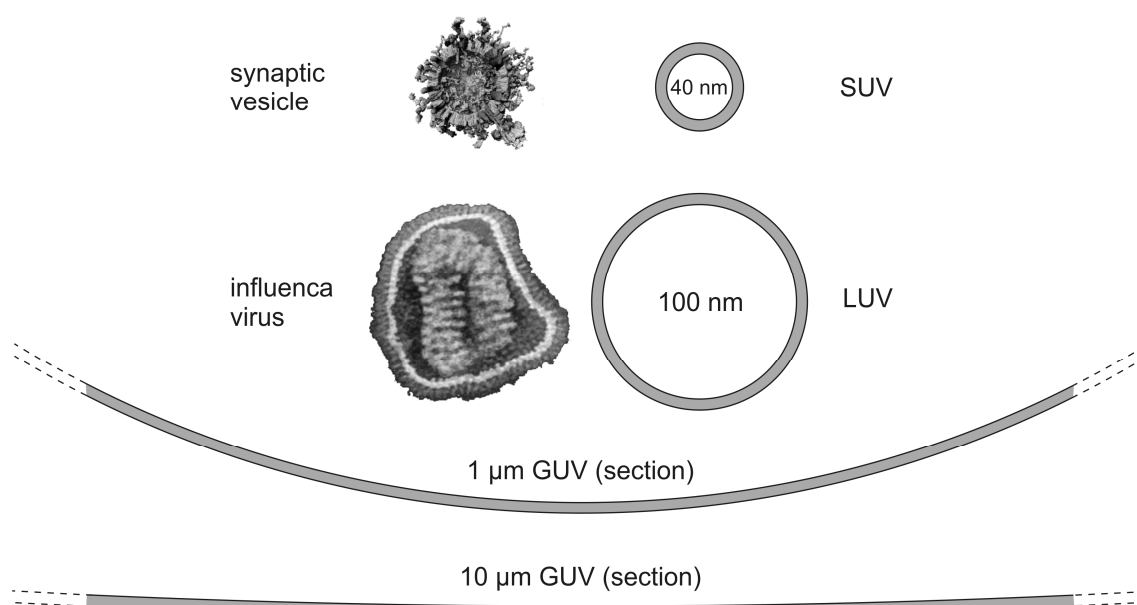 synaptic
vesicle
40 nm
SUV
influenca
virus
100 nm
LUV
1 µm GUV (section)
10 µm GUV (section)